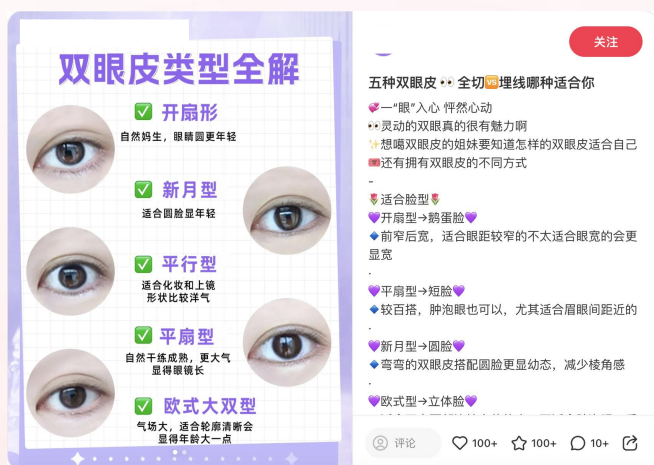 双眼皮类型全解
✅ 开扇形
自然妈生，眼睛圆更年轻
✅ 新月型
适合圆脸显年轻
✅ 平行型
适合化妆和上镜
形状比较洋气
✅ 平扇型
自然干练成熟，更大气
显得眼镜长
✅ 欧式大双型
气场大，适合轮廓清晰会
显得年龄大一点
关注
五种双眼皮👀全切🆚埋线哪种适合你
💞一“眼”入心 怦然心动
👀灵动的双眼真的很有魅力啊
✨想噶双眼皮的姐妹要知道怎样的双眼皮适合自己
🎟️还有拥有双眼皮的不同方式
-
🌷适合脸型🌷
💜开扇型→鹅蛋脸💜
🔹前窄后宽，适合眼距较窄的不太适合眼宽的会更
显宽
.
💜平扇型→短脸💜
🔹较百搭，肿泡眼也可以，尤其适合眉眼间距近的
.
💜新月型→圆脸💜
🔹弯弯的双眼皮搭配圆脸更显幼态，减少棱角感
.
💜欧式型→立体脸💜
评论
100+
100+
10+